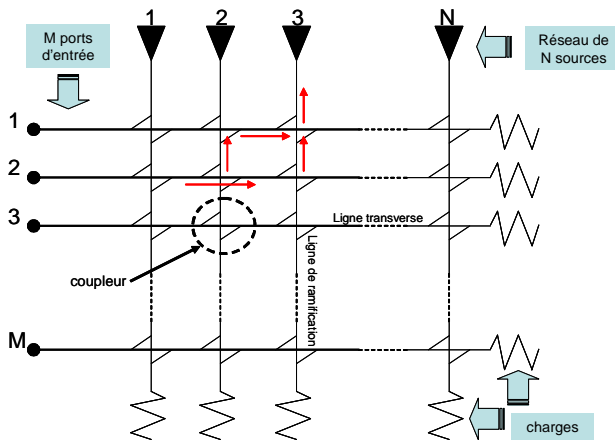 1 2 3 N
M ports
d'entrée
Réseau de
N sources
1
2
3
Ligne transverse
Ligne de ramification
coupleur
M
charges